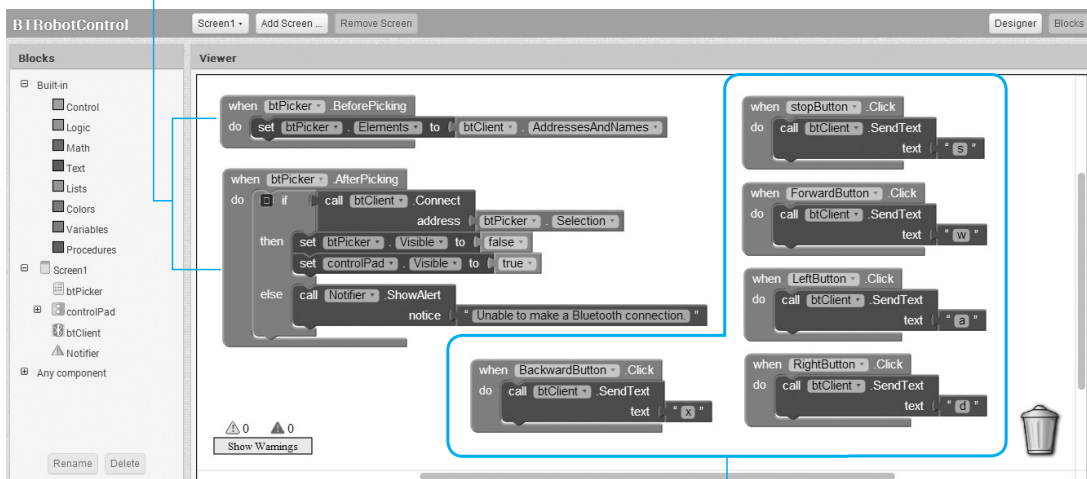 BTRobotControl
Screen1
Add Screen ...
Remove Screen
Designer
Blocks
Blocks
Viewer
Built-in
Control
Logic
Math
Text
Lists
Colors
Variables
Procedures
Screen1
btPicker
controlPad
btClient
Notifier
Any component
Rename
Delete
when btPicker .BeforePicking
do set btPicker . Elements to btClient . AddressesAndNames
when btPicker .AfterPicking
do if call btClient .Connect
address btPicker . Selection
then set btPicker . Visible to false
set controlPad . Visible to true
else call Notifier .ShowAlert
notice " Unable to make a Bluetooth connection. "
when BackwardButton .Click
do call btClient .SendText
text " x "
when stopButton .Click
do call btClient .SendText
text " s "
when ForwardButton .Click
do call btClient .SendText
text " w "
when LeftButton .Click
do call btClient .SendText
text " a "
when RightButton .Click
do call btClient .SendText
text " d "
0 0
Show Warnings